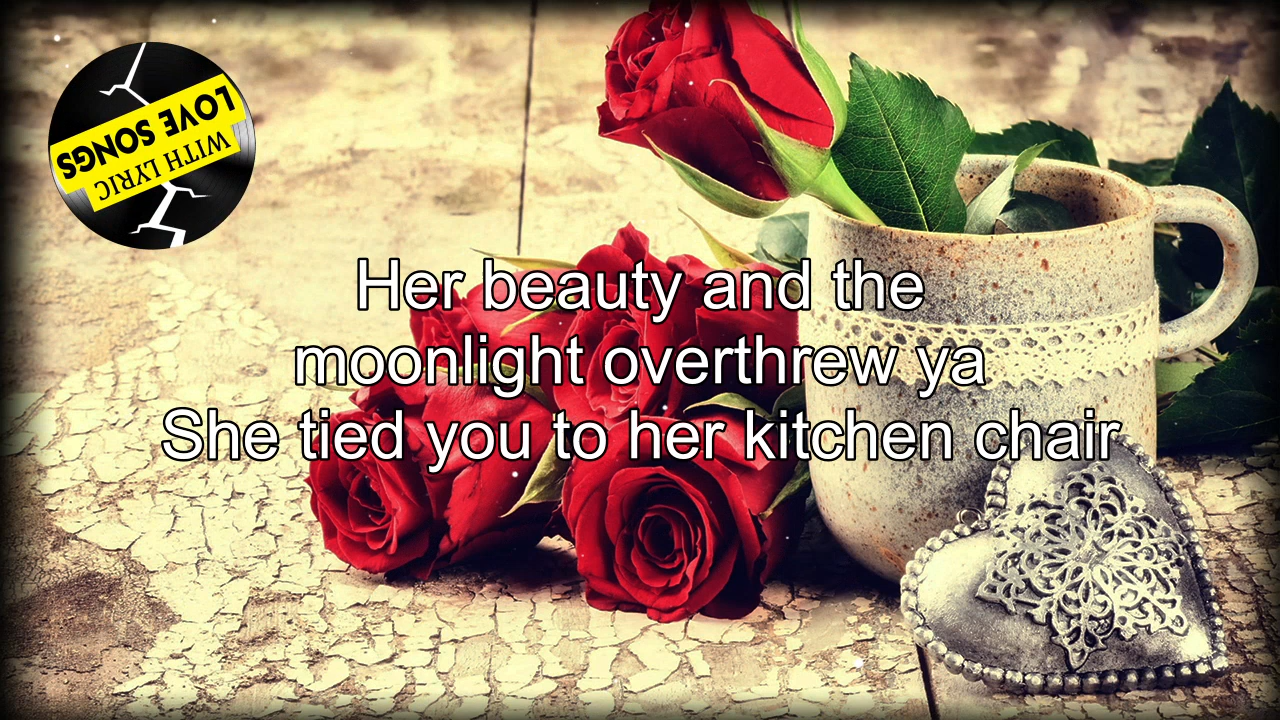 LOVE SONGS
WITH LYRIC
Her beauty and the
moonlight overthrew ya
She tied you to her kitchen chair